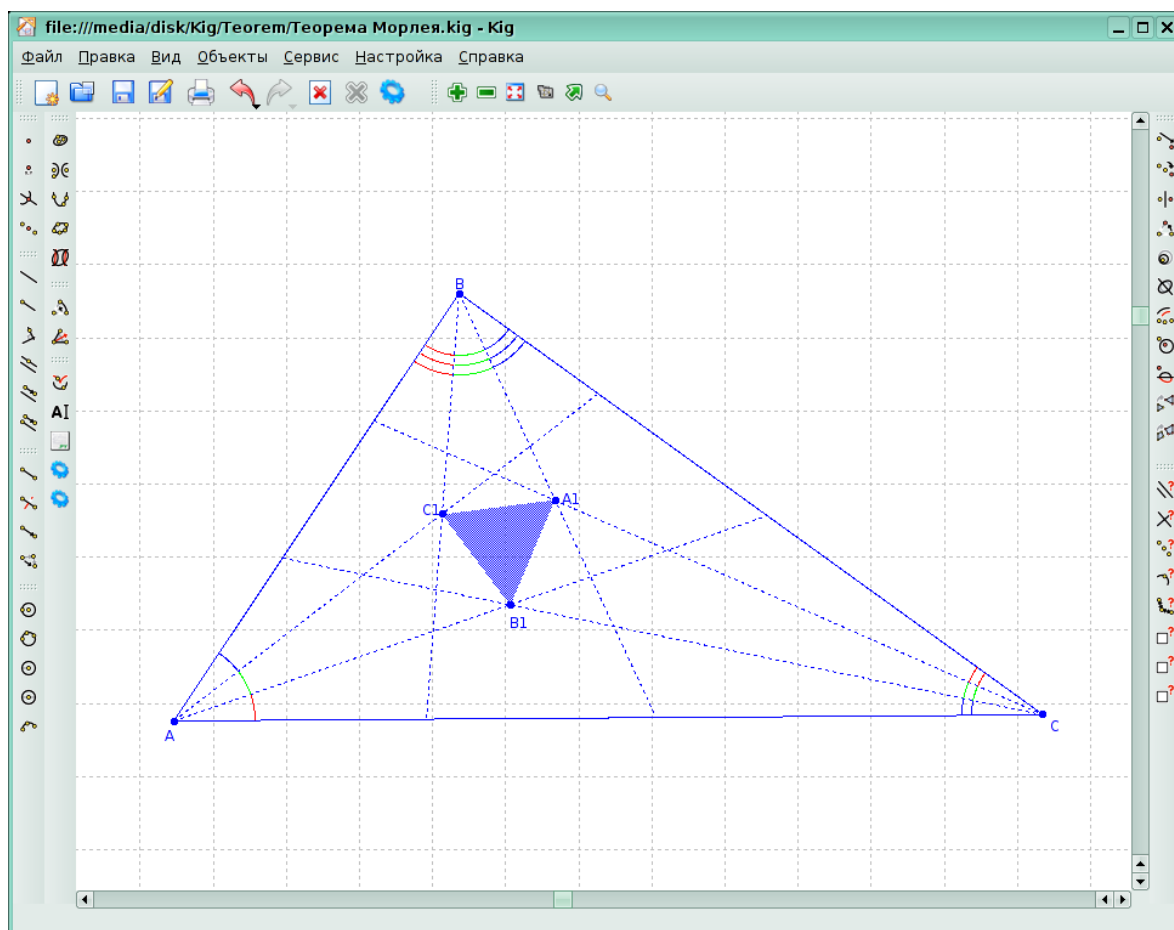 file:///media/disk/Kig/Teorem/Теорема Морлея.kig - Kig
Файл Правка Вид Объекты Сервис Настройка Справка
B
A1
C1
B1
A
C
A